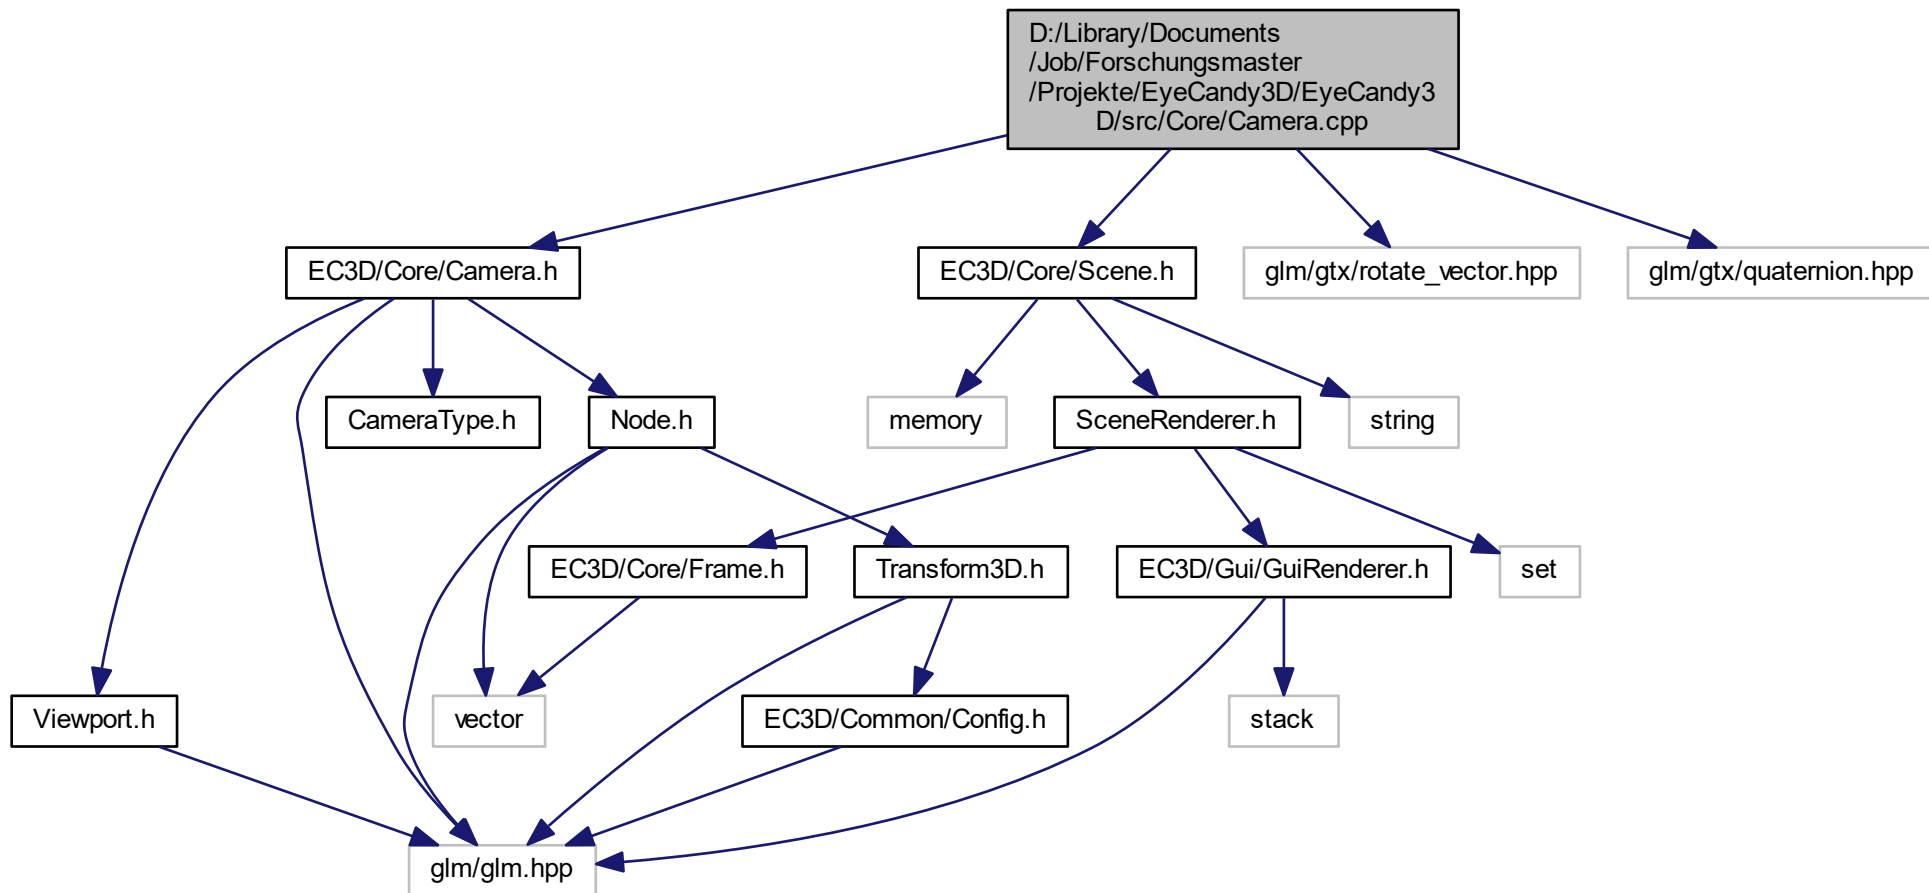 D:/Library/Documents
/Job/Forschungsmaster
/Projekte/EyeCandy3D/EyeCandy3
D/src/Core/Camera.cpp
EC3D/Core/Camera.h
EC3D/Core/Scene.h
glm/gtx/rotate_vector.hpp
glm/gtx/quaternion.hpp
CameraType.h
Node.h
memory
SceneRenderer.h
string
EC3D/Core/Frame.h
Transform3D.h
EC3D/Gui/GuiRenderer.h
set
Viewport.h
vector
EC3D/Common/Config.h
stack
glm/glm.hpp